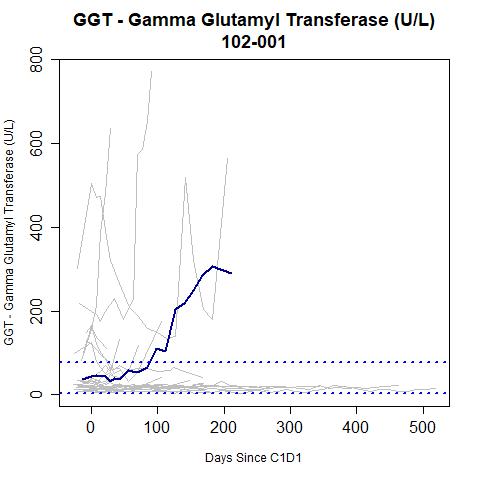 GGT - Gamma Glutamyl Transferase (U/L)
102-001
GGT - Gamma Glutamyl Transferase (U/L)
800
600
400
200
0
0 100 200 300 400 500
Days Since C1D1